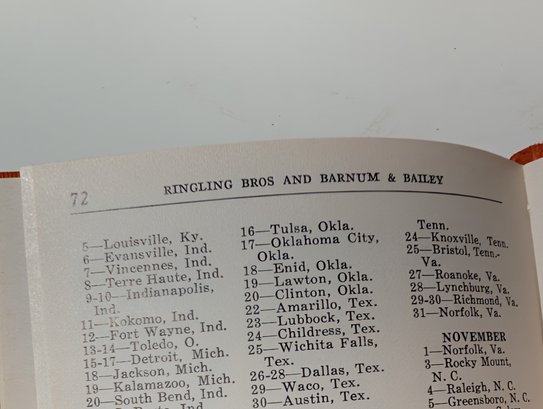 72
RINGLING BROS AND BARNUM & BAILEY
5—Louisville, Ky.
6—Evansville, Ind.
7—Vincennes, Ind.
8—Terre Haute, Ind.
9-10—Indianapolis,
Ind.
11—Kokomo, Ind.
12—Fort Wayne, Ind.
13-14—Toledo, O.
15-17—Detroit, Mich.
18—Jackson, Mich.
19—Kalamazoo, Mich.
20—South Bend, Ind.
16—Tulsa, Okla.
17—Oklahoma City,
Okla.
18—Enid, Okla.
19—Lawton, Okla.
20—Clinton, Okla.
22—Amarillo, Tex.
23—Lubbock, Tex.
24—Childress, Tex.
25—Wichita Falls,
Tex.
26-28—Dallas, Tex.
29—Waco, Tex.
30—Austin, Tex.
Tenn.
24—Knoxville, Tenn.
25—Bristol, Tenn.-
Va.
27—Roanoke, Va.
28—Lynchburg, Va.
29-30—Richmond, Va.
31—Norfolk, Va.
NOVEMBER
1—Norfolk, Va.
3—Rocky Mount,
N. C.
4—Raleigh, N. C.
5—Greensboro, N. C.